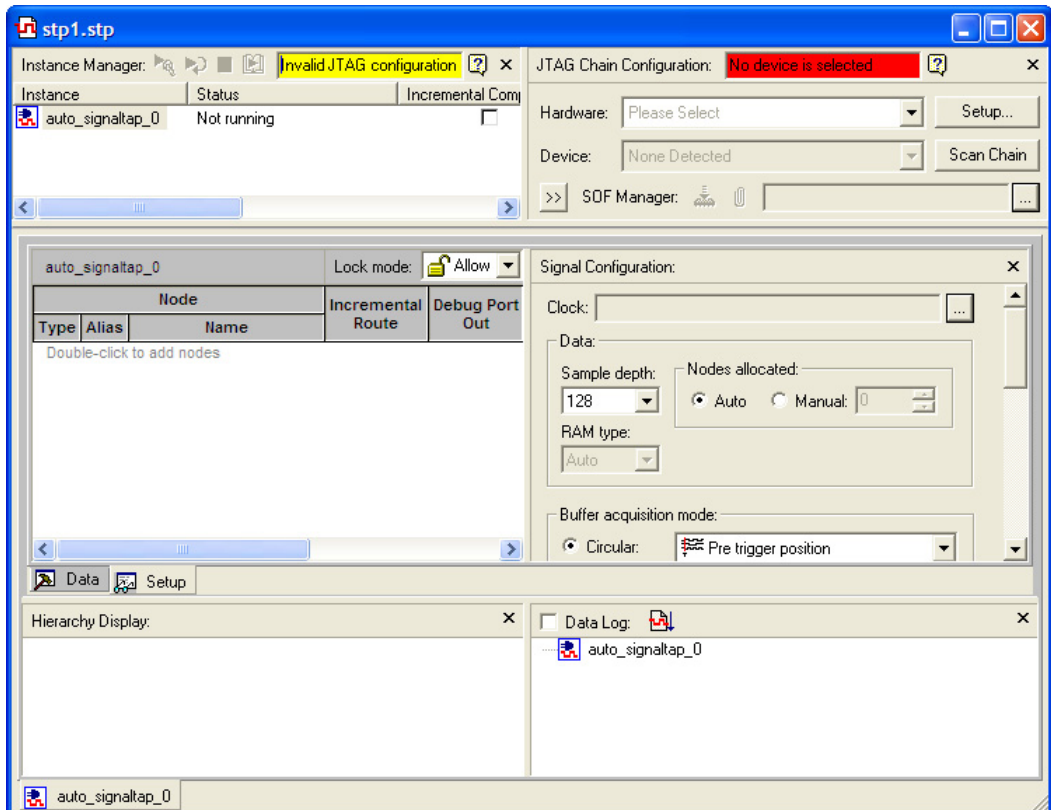 stp1.stp
Instance Manager: Invalid JTAG configuration
Instance Status Incremental Comp
auto_signaltap_0 Not running
JTAG Chain Configuration: No device is selected
Hardware: Please Select Setup...
Device: None Detected Scan Chain
>> SOF Manager: ...
auto_signaltap_0 Lock mode: Allow
Node Incremental Route Debug Port Out
Type Alias Name
Double-click to add nodes
Signal Configuration:
Clock: ...
Data:
Sample depth: Nodes allocated:
128 Auto Manual: 0
RAM type:
Auto
Buffer acquisition mode:
Circular: Pre trigger position
Data Setup
Hierarchy Display:
Data Log:
auto_signaltap_0
auto_signaltap_0